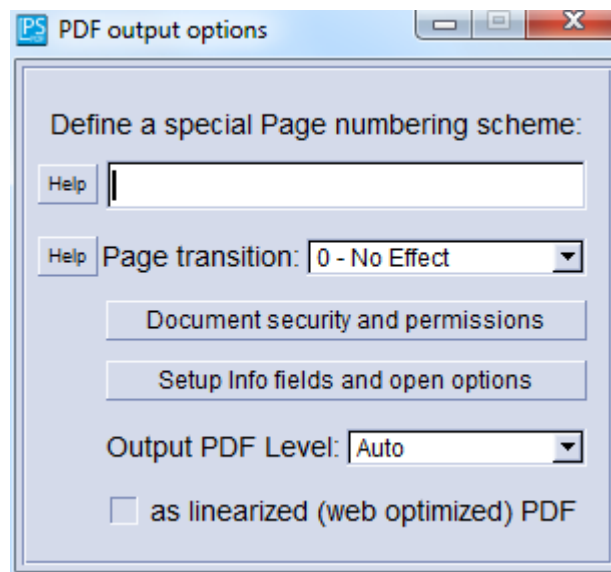 PS PDF output options
Define a special Page numbering scheme:
Help
Help Page transition: 0 - No Effect
Document security and permissions
Setup Info fields and open options
Output PDF Level: Auto
as linearized (web optimized) PDF